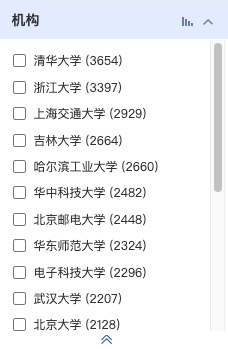 机构
清华大学 (3654)
浙江大学 (3397)
上海交通大学 (2929)
吉林大学 (2664)
哈尔滨工业大学 (2660)
华中科技大学 (2482)
北京邮电大学 (2448)
华东师范大学 (2324)
电子科技大学 (2296)
武汉大学 (2207)
北京大学 (2128)